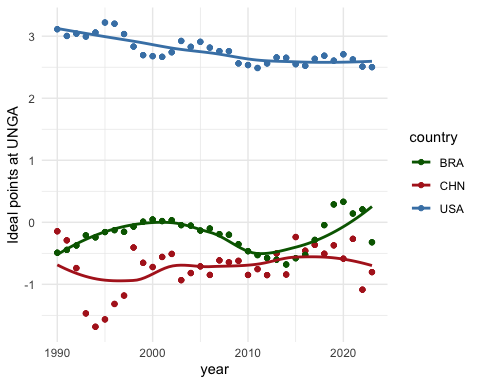 3
2
1
0
-1
1990
2000
2010
2020
year
Ideal points at UNGA
country
BRA
CHN
USA